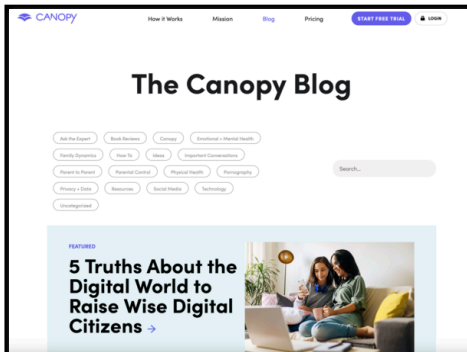 CANOPY
How it Works Mission Blog Pricing START FREE TRIAL LOGIN
The Canopy Blog
Ask the Expert Book Reviews Canopy Emotional + Mental Health
Family Dynamics How To Ideas Important Conversations
Parent to Parent Parental Control Physical Health Pornography
Search...
Privacy + Data Resources Social Media Technology
Uncategorized
FEATURED
5 Truths About the
Digital World to
Raise Wise Digital
Citizens →